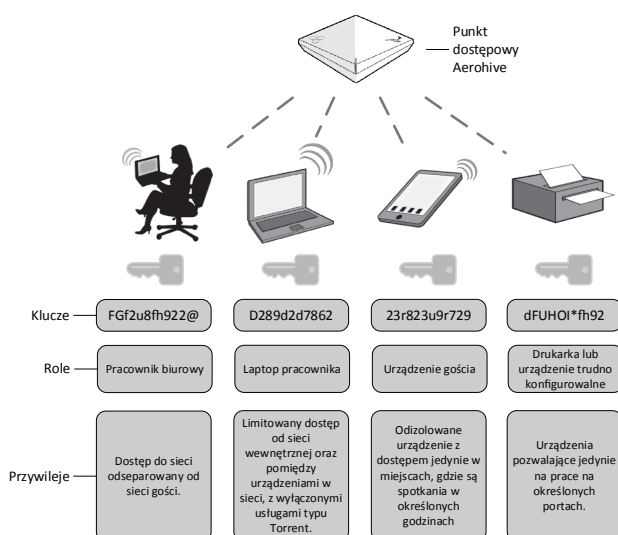 Punkt
dostępowy
Aerohive
Klucze
FGf2u8fh922@
D289d2d7862
23r823u9r729
dFUHOI*fh92
Role
Pracownik biurowy
Laptop pracownika
Urządzenie gościa
Drukarka lub
urządzenie trudno
konfigurowalne
Przywileje
Dostęp do sieci
odseparowany od
sieci gości.
Limitowany dostęp
od sieci
wewnętrznej oraz
pomiędzy
urządzeniami w
sieci, z wyłączonymi
usługami typu
Torrent.
Odizolowane
urządzenie z
dostępem jedynie w
miejscach, gdzie są
spotkania w
określonych
godzinach
Urządzenia
pozwalające jedynie
na prace na
określonych
portach.